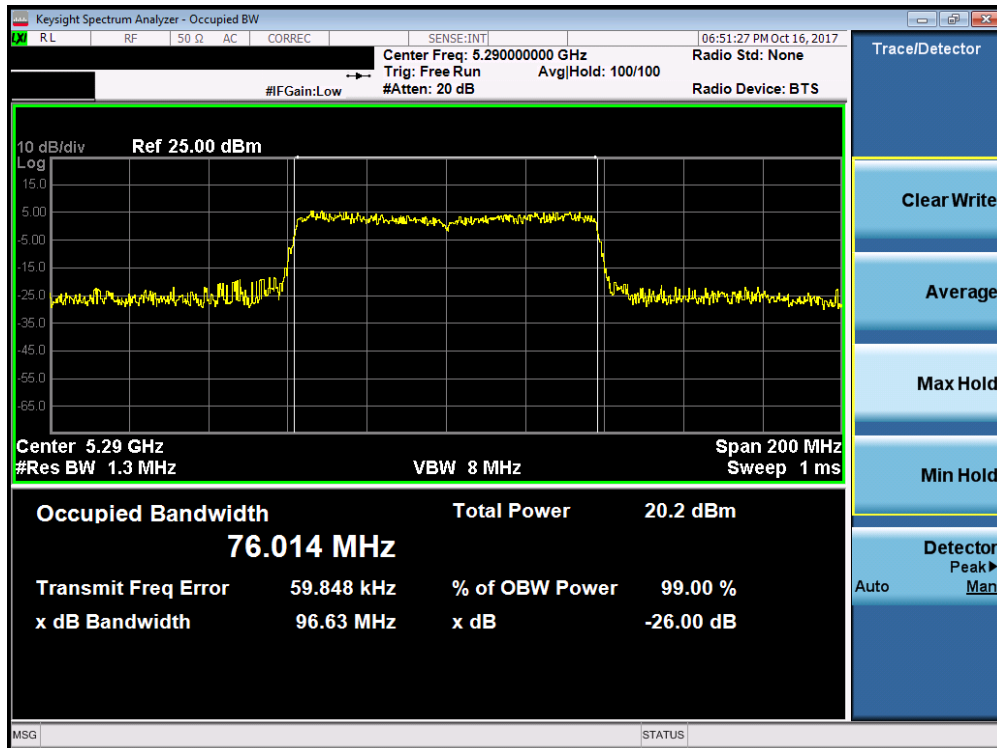 Keysight Spectrum Analyzer - Occupied BW
LXI RL RF 50 Ω AC CORREC SENSE:INT 06:51:27 PM Oct 16, 2017
Center Freq: 5.290000000 GHz Radio Std: None
Trig: Free Run Avg|Hold: 100/100
#IFGain:Low #Atten: 20 dB Radio Device: BTS
10 dB/div Ref 25.00 dBm
Log
15.0
5.00
-5.00
-15.0
-25.0
-35.0
-45.0
-55.0
-65.0
Center 5.29 GHz Span 200 MHz
#Res BW 1.3 MHz VBW 8 MHz Sweep 1 ms
Occupied Bandwidth Total Power 20.2 dBm
76.014 MHz
Transmit Freq Error 59.848 kHz % of OBW Power 99.00 %
x dB Bandwidth 96.63 MHz x dB -26.00 dB
MSG STATUS
Trace/Detector
Clear Write
Average
Max Hold
Min Hold
Detector
Peak▶
Auto Man